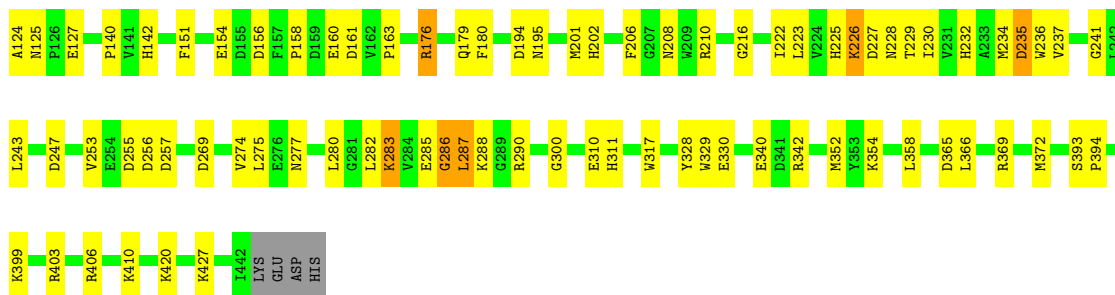 A124 N125 P126 E127 P140 V141 H142 F151 E154 D155 D156 F157 P158 D159 E160 D161 V162 P163 R176 Q179 F180 D194 N195 M201 H202 F206 G207 N208 W209 R210 G216 I222 L223 V224 H225 K226 D227 N228 T229 I230 V231 H232 A233 M234 D235 W236 V237 G241
L243 D247 V253 E254 D255 D256 D257 D269 V274 L275 E276 N277 L280 G281 L282 K283 V284 E285 G286 L287 K288 G289 R290 G300 E310 H311 W317 Y328 W329 E330 E340 D341 R342 M352 Y353 K354 L358 D365 L366 R369 M372 S393 P394
K399 R403 R406 K410 K420 K427 I442 LYS GLU ASP HIS